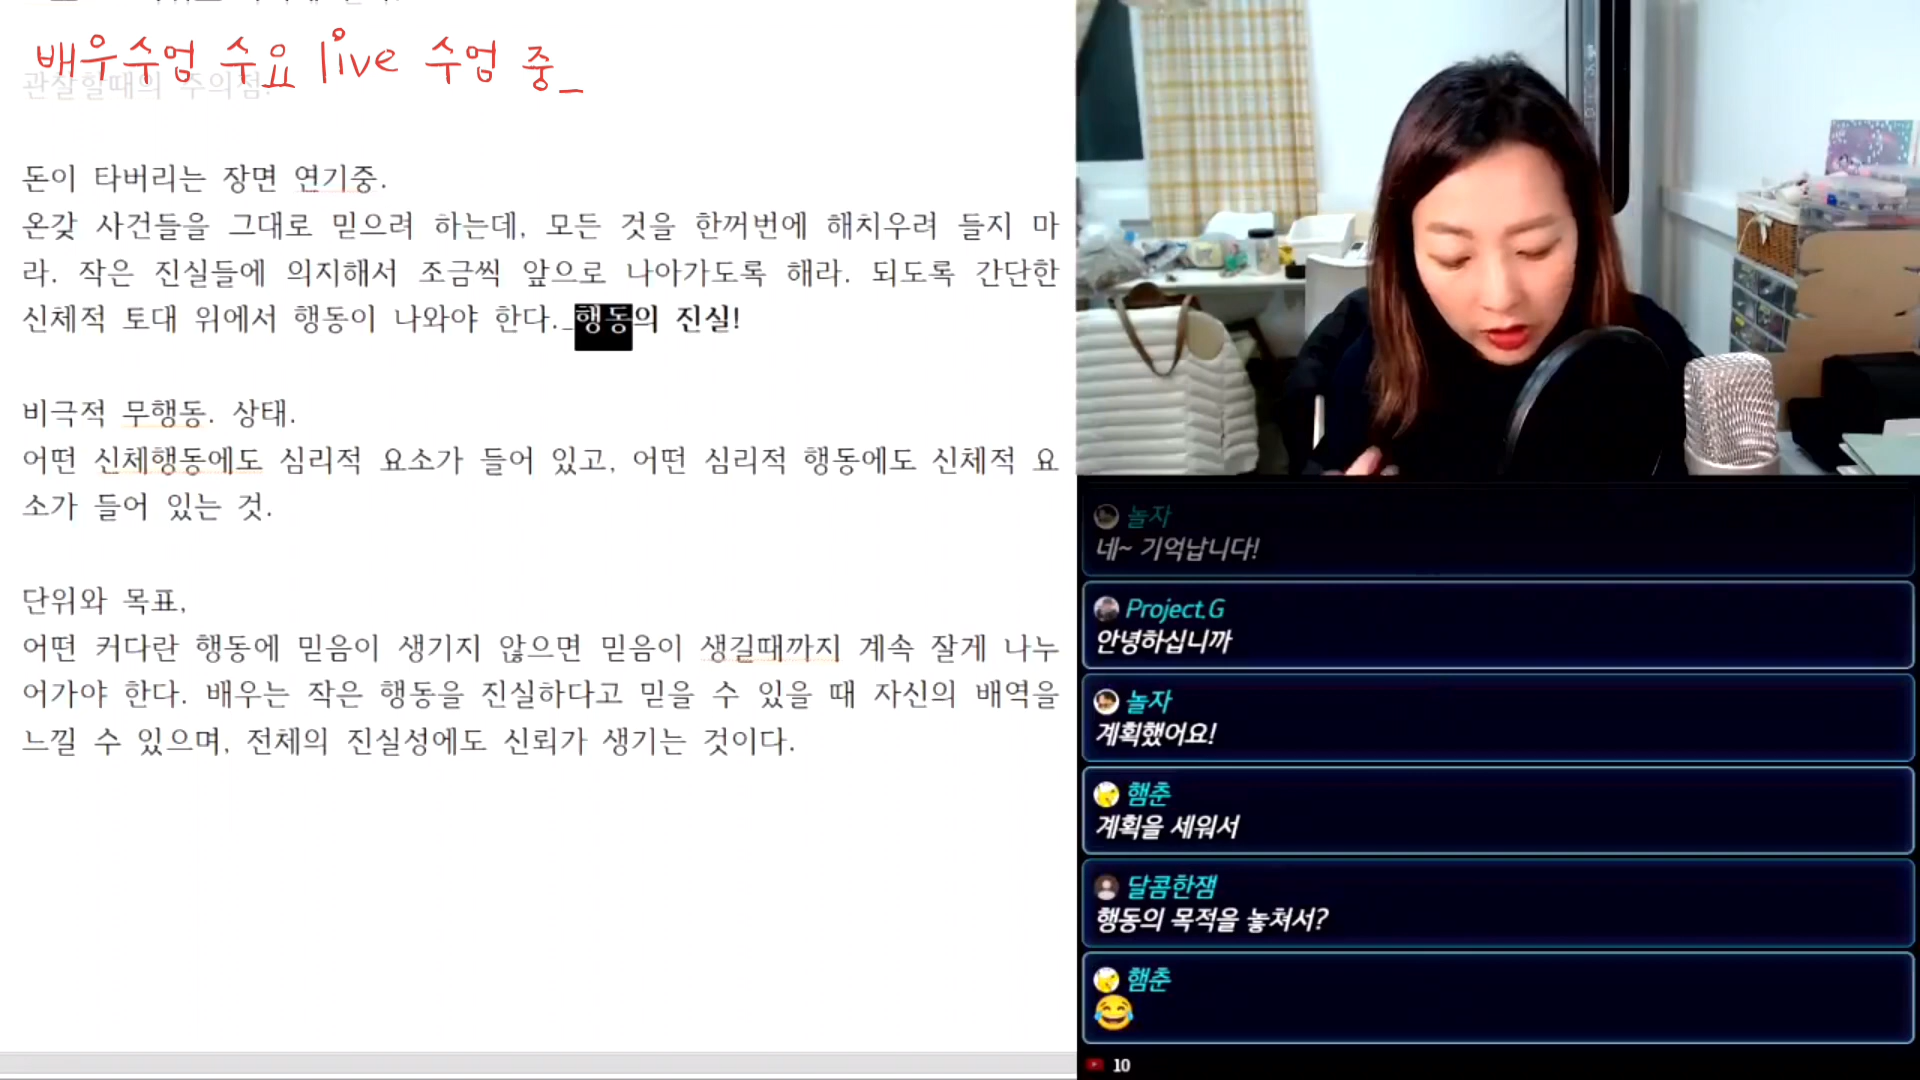 배우수업 수요 live 수업 중_
관찰할때의 주의점.
돈이 타버리는 장면 연기중.
온갖 사건들을 그대로 믿으려 하는데, 모든 것을 한꺼번에 해치우려 들지 마
라. 작은 진실들에 의지해서 조금씩 앞으로 나아가도록 해라. 되도록 간단한
신체적 토대 위에서 행동이 나와야 한다._행동의 진실!
비극적 무행동. 상태.
어떤 신체행동에도 심리적 요소가 들어 있고, 어떤 심리적 행동에도 신체적 요
소가 들어 있는 것.
단위와 목표,
어떤 커다란 행동에 믿음이 생기지 않으면 믿음이 생길때까지 계속 잘게 나누
어가야 한다. 배우는 작은 행동을 진실하다고 믿을 수 있을 때 자신의 배역을
느낄 수 있으며, 전체의 진실성에도 신뢰가 생기는 것이다.
놀자
네~ 기억납니다!
Project.G
안녕하십니까
놀자
계획했어요!
햄춘
계획을 세워서
달콤한잼
행동의 목적을 놓쳐서?
햄춘
😂
10